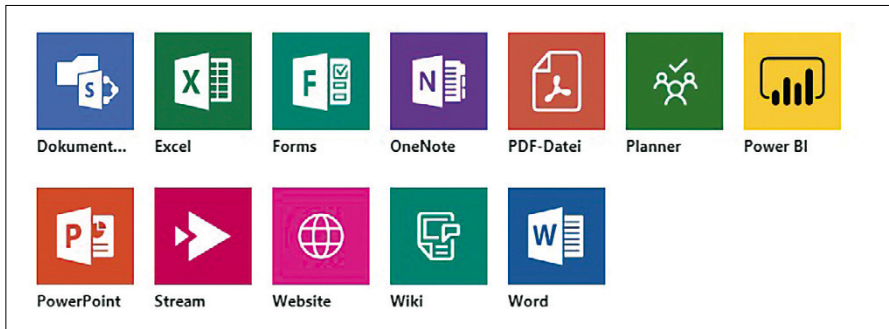 S
X
F
N
Dokument... Excel Forms OneNote PDF-Datei Planner Power BI
P
W
PowerPoint Stream Website Wiki Word